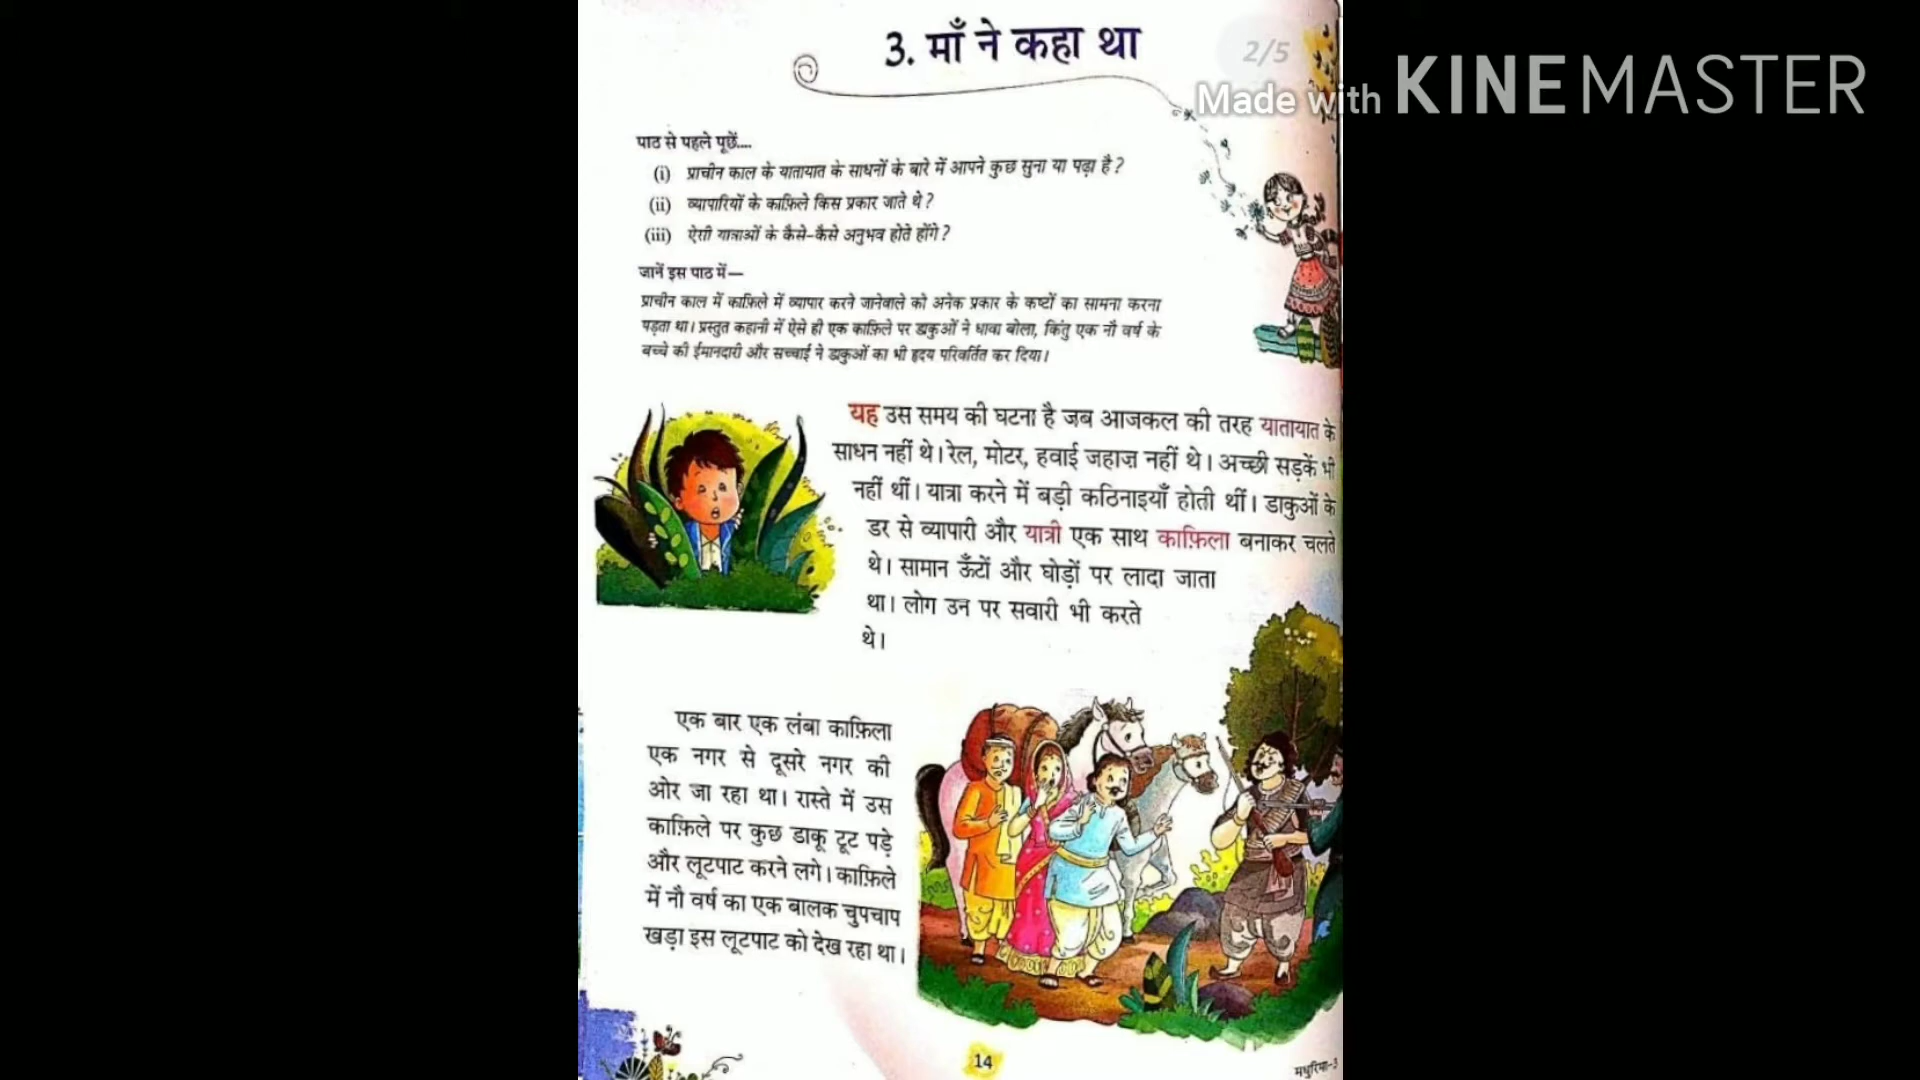 3. माँ ने कहा था
2/5
Made with KINEMASTER
पाठ से पहले पूछें....
(i) प्राचीन काल के यातायात के साधनों के बारे में आपने कुछ सुना या पढ़ा है?
(ii) व्यापारियों के काफ़िले किस प्रकार जाते थे?
(iii) ऐसी यात्राओं के कैसे-कैसे अनुभव होते होंगे?
जानें इस पाठ में—
प्राचीन काल में काफ़िले में व्यापार करने जानेवाले को अनेक प्रकार के कष्टों का सामना करना
पड़ता था। प्रस्तुत कहानी में ऐसे ही एक काफ़िले पर डाकुओं ने धावा बोला, किंतु एक नौ वर्ष के
बच्चे की ईमानदारी और सच्चाई ने डाकुओं का भी हृदय परिवर्तित कर दिया।
यह उस समय की घटना है जब आजकल की तरह यातायात के
साधन नहीं थे। रेल, मोटर, हवाई जहाज़ नहीं थे। अच्छी सड़कें भी
नहीं थीं। यात्रा करने में बड़ी कठिनाइयाँ होती थीं। डाकुओं के
डर से व्यापारी और यात्री एक साथ काफ़िला बनाकर चलते
थे। सामान ऊँटों और घोड़ों पर लादा जाता
था। लोग उन पर सवारी भी करते
थे।
एक बार एक लंबा काफ़िला
एक नगर से दूसरे नगर की
ओर जा रहा था। रास्ते में उस
काफ़िले पर कुछ डाकू टूट पड़े
और लूटपाट करने लगे। काफ़िले
में नौ वर्ष का एक बालक चुपचाप
खड़ा इस लूटपाट को देख रहा था।
14
मधुरिमा-3